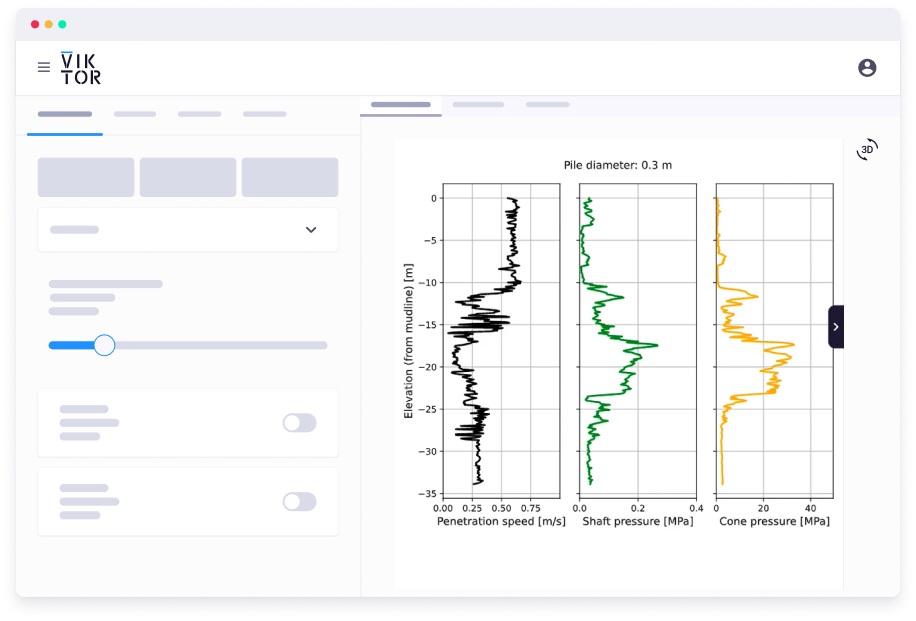 VIK
TOR
3D
Pile diameter: 0.3 m
Elevation (from mudline) [m]
0
−5
−10
−15
−20
−25
−30
−35
0.00 0.25 0.50 0.75
Penetration speed [m/s]
0.0 0.2 0.4
Shaft pressure [MPa]
0 20 40
Cone pressure [MPa]